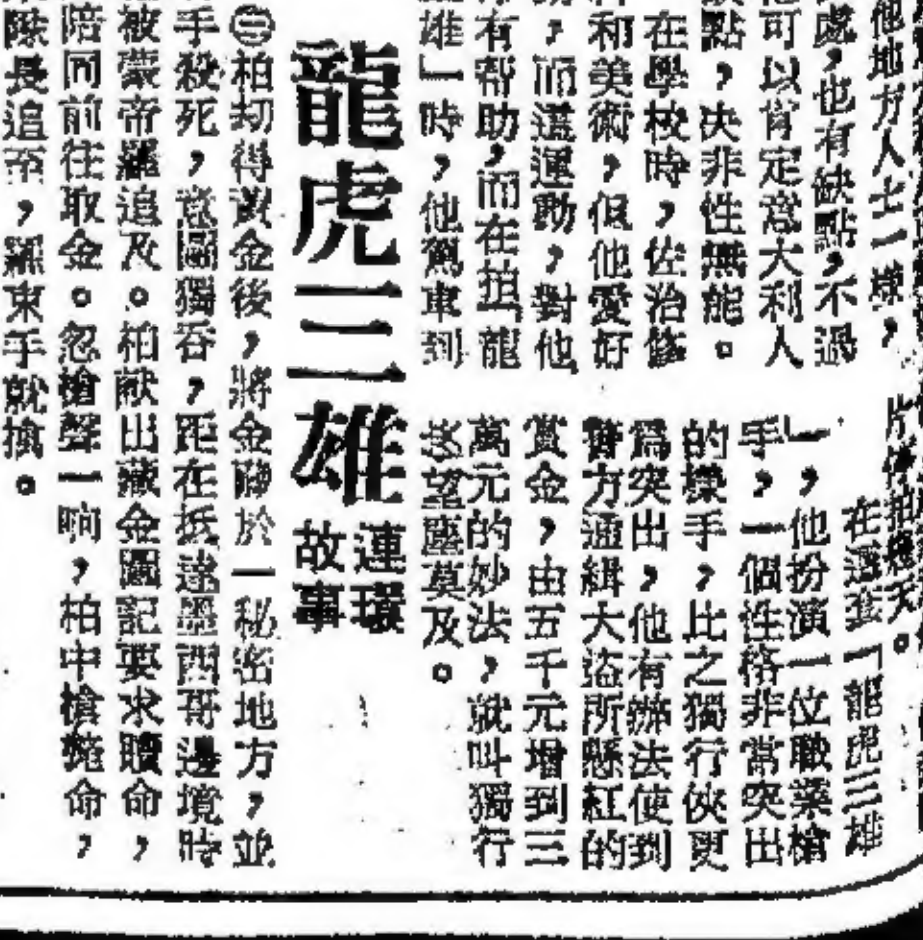 他地方人士一樣,
處,也有缺點,不過
可以肯定意大利人
點,決非性無能。
在學校時,佐治修
和美術,但他愛好
,而這運動,對他
有幫助,而在拍「龍
雄」時,他駕車到
在這套「龍虎三雄
」,他扮演一位職業槍
手,一個性格非常突出
的槍手,比之獨行俠更
爲突出,他有辦法使到
警方通緝大盜所懸紅的
賞金,由五千元增到三
萬元的妙法,就叫獨行
俠望塵莫及。
龍虎三雄
連環
故事
㊂柏刧得黃金後,將金藏於一秘密地方,並
手殺死,意圖獨吞,距在抵達墨西哥邊境時
被蒙帝羅追及。柏献出藏金圖記要求贖命,
陪同前往取金。忽槍聲一响,柏中槍斃命,
隊長追至,羅束手就擒。